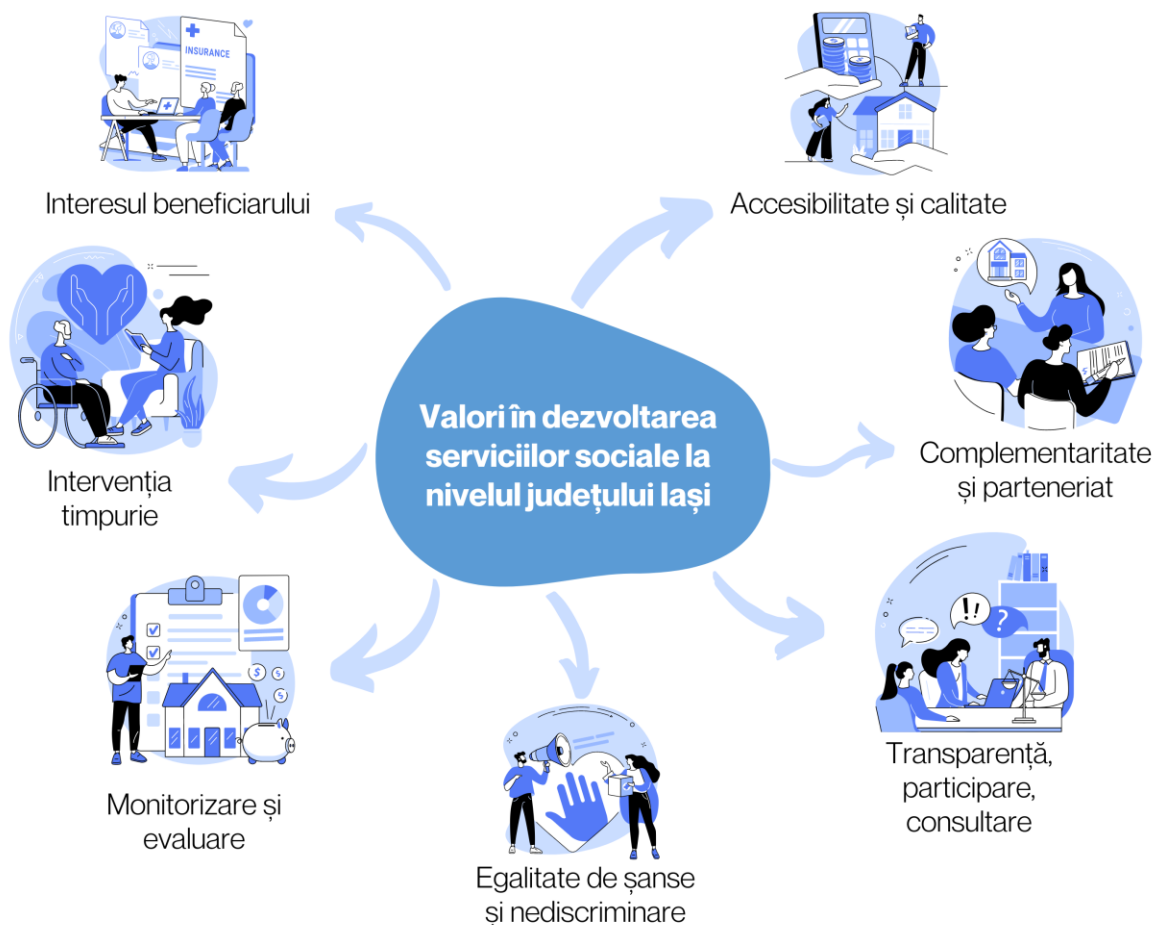 INSURANCE
Interesul beneficiarului
Accesibilitate și calitate
Intervenția
timpurie
Valori în dezvoltarea
serviciilor sociale la
nivelul județului Iași
Complementaritate
și parteneriat
Monitorizare și
evaluare
!!
?
Transparență,
participare,
consultare
Egalitate de șanse
și nediscriminare